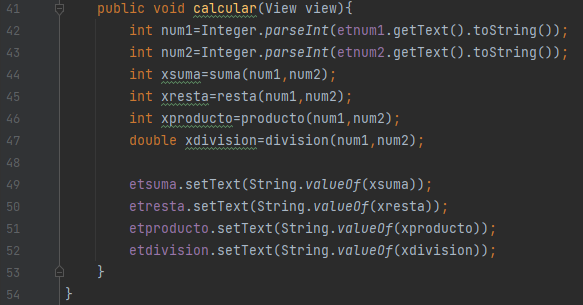 41 public void calcular(View view){
42 int num1=Integer.parseInt(etnum1.getText().toString());
43 int num2=Integer.parseInt(etnum2.getText().toString());
44 int xsuma=suma(num1,num2);
45 int xresta=resta(num1,num2);
46 int xproducto=producto(num1,num2);
47 double xdivision=division(num1,num2);
48
49 etsuma.setText(String.valueOf(xsuma));
50 etresta.setText(String.valueOf(xresta));
51 etproducto.setText(String.valueOf(xproducto));
52 etdivision.setText(String.valueOf(xdivision));
53 }
54 }